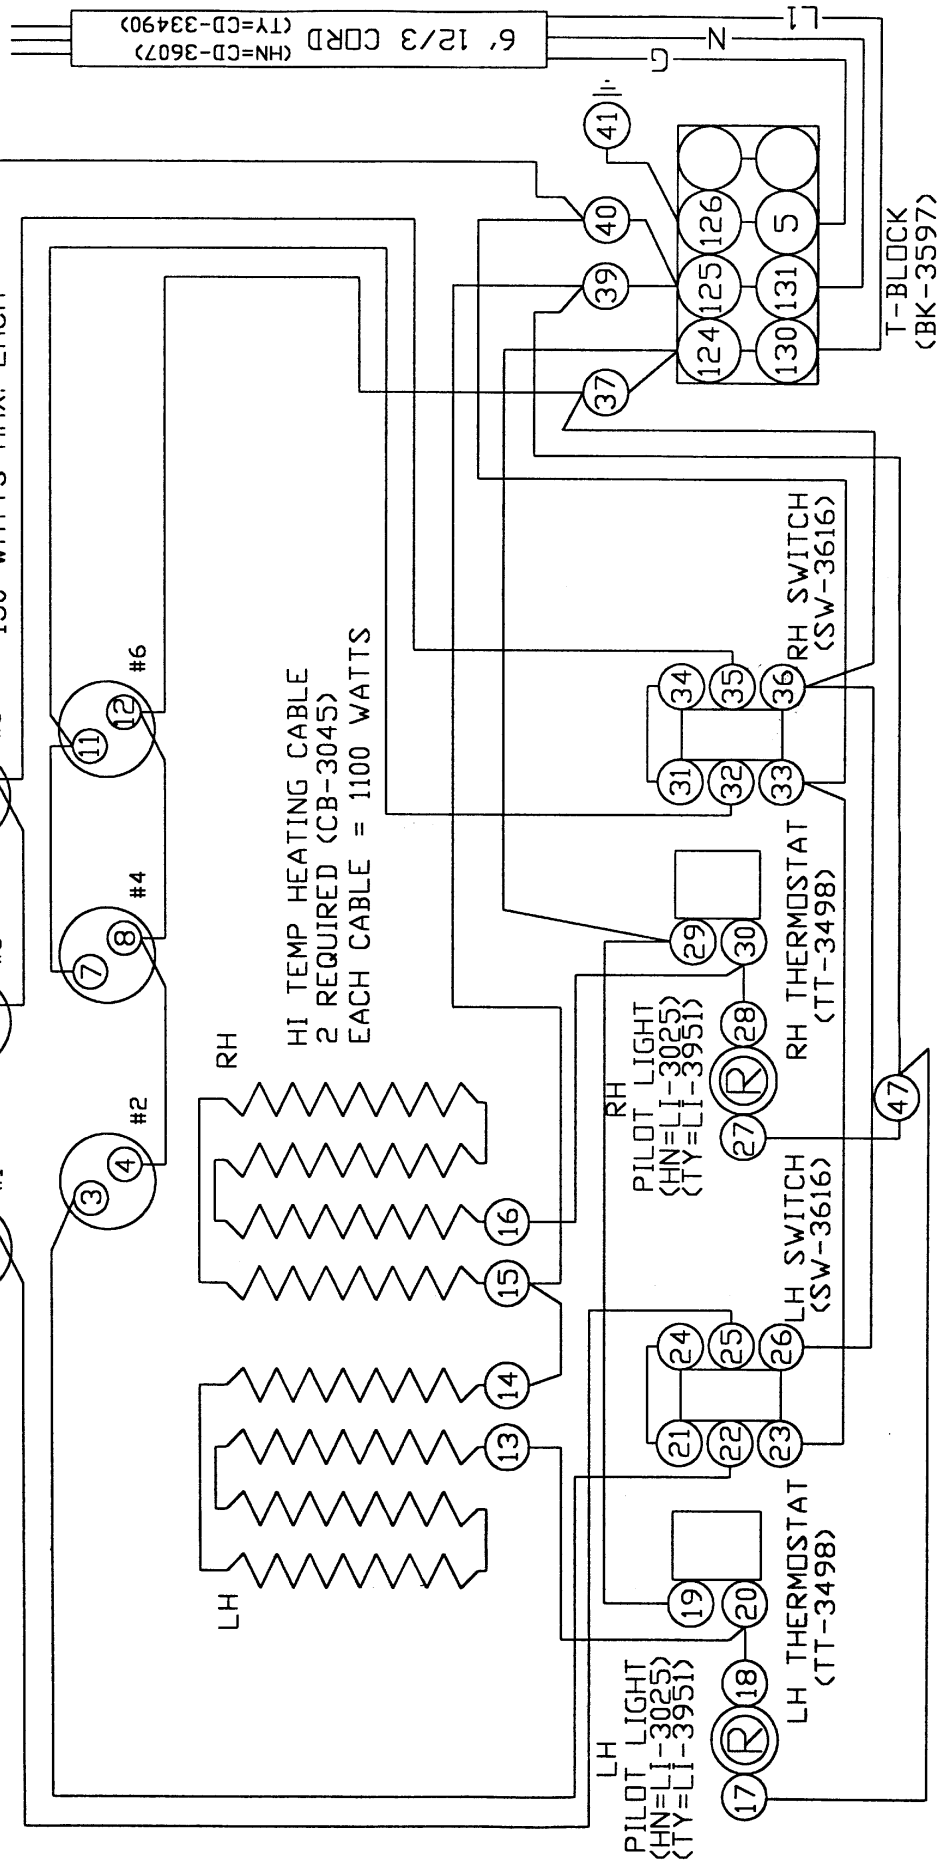 6' 12/3 CORD
(HN=CD-3607)
(TY=CD-33490)
L1
N
G
41
40
39
37
126
125
124
5
131
130
T-BLOCK
(BK-3597)
11
12
#6
7
8
#4
3
4
#2
HI TEMP HEATING CABLE
2 REQUIRED (CB-3045)
EACH CABLE = 1100 WATTS
RH
LH
16
15
14
13
34
35
36
31
32
33
RH SWITCH
(SW-3616)
29
30
RH THERMOSTAT
(TT-3498)
RH
PILOT LIGHT
(HN=LI-3025)
(TY=LI-3951)
28
R
27
47
24
25
26
21
22
23
LH SWITCH
(SW-3616)
19
20
LH THERMOSTAT
(TT-3498)
LH
PILOT LIGHT
(HN=LI-3025)
(TY=LI-3951)
18
R
17